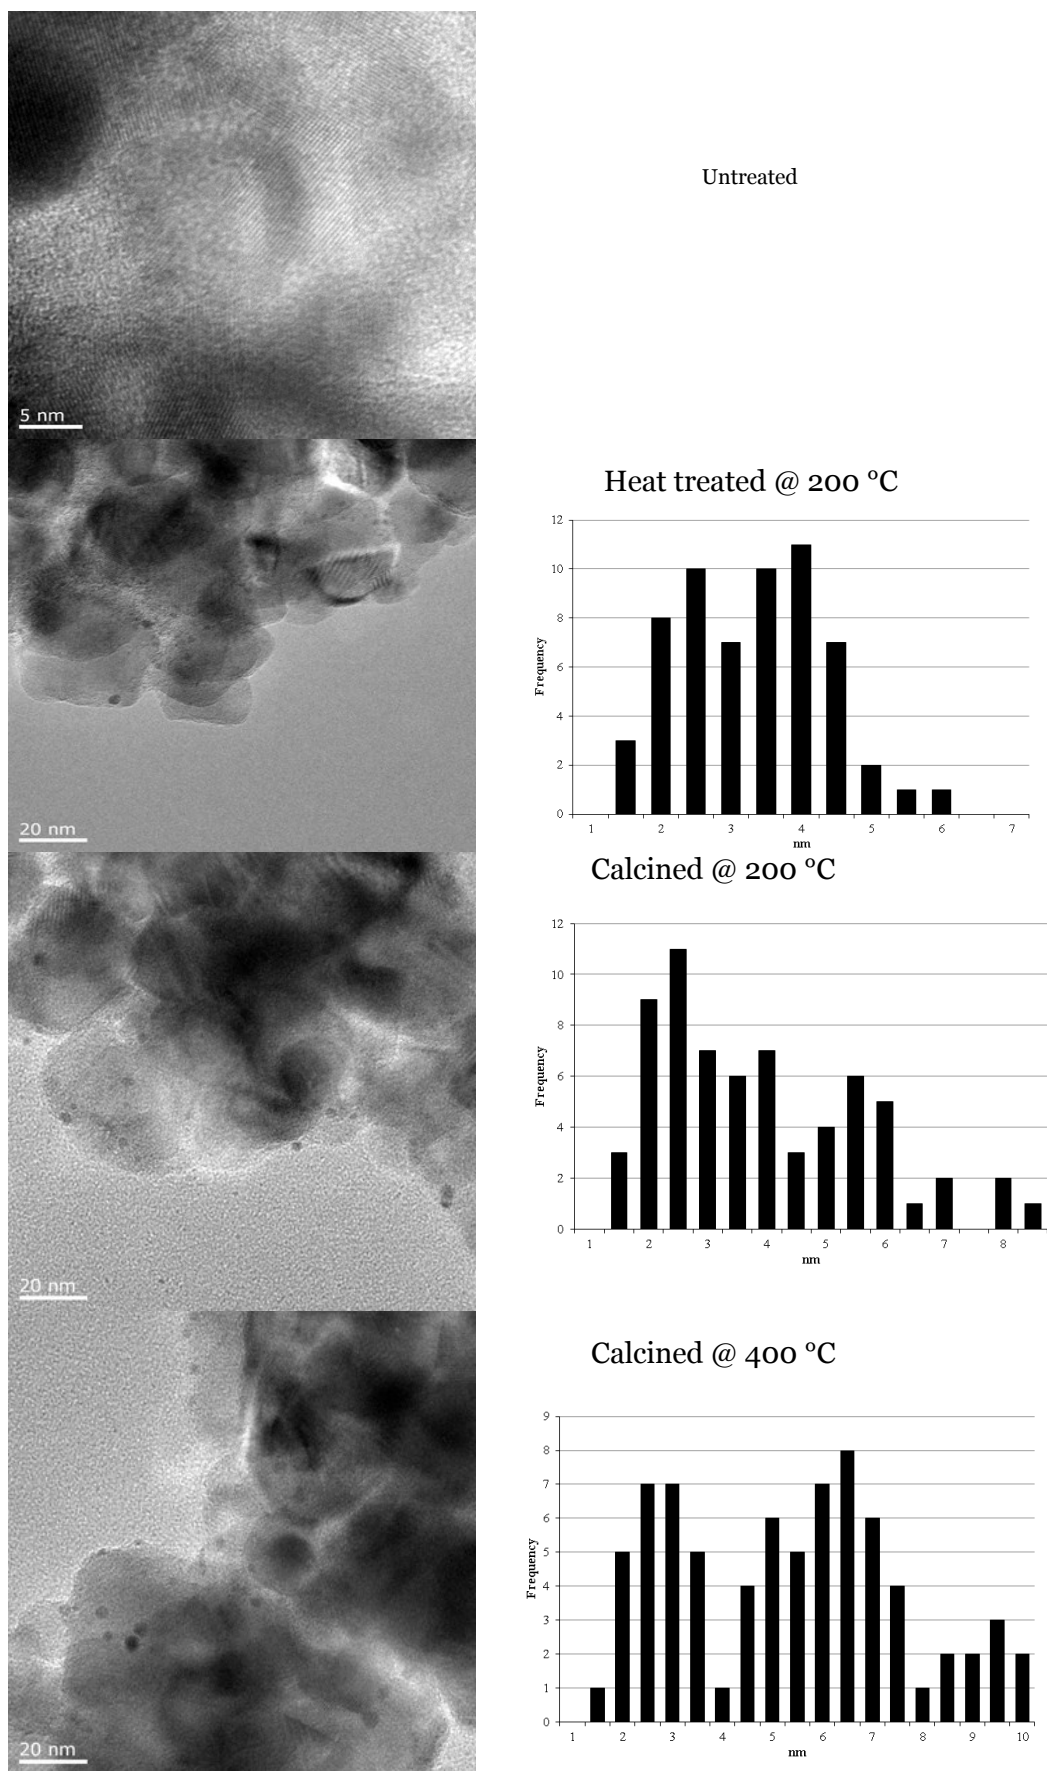 Untreated
5 nm
Heat treated @ 200 °C
12
10
8
6
4
2
0
Frequency
1 2 3 4 5 6 7
nm
20 nm
Calcined @ 200 °C
12
10
8
6
4
2
0
Frequency
1 2 3 4 5 6 7 8
nm
20 nm
Calcined @ 400 °C
9
8
7
6
5
4
3
2
1
0
Frequency
1 2 3 4 5 6 7 8 9 10
nm
20 nm